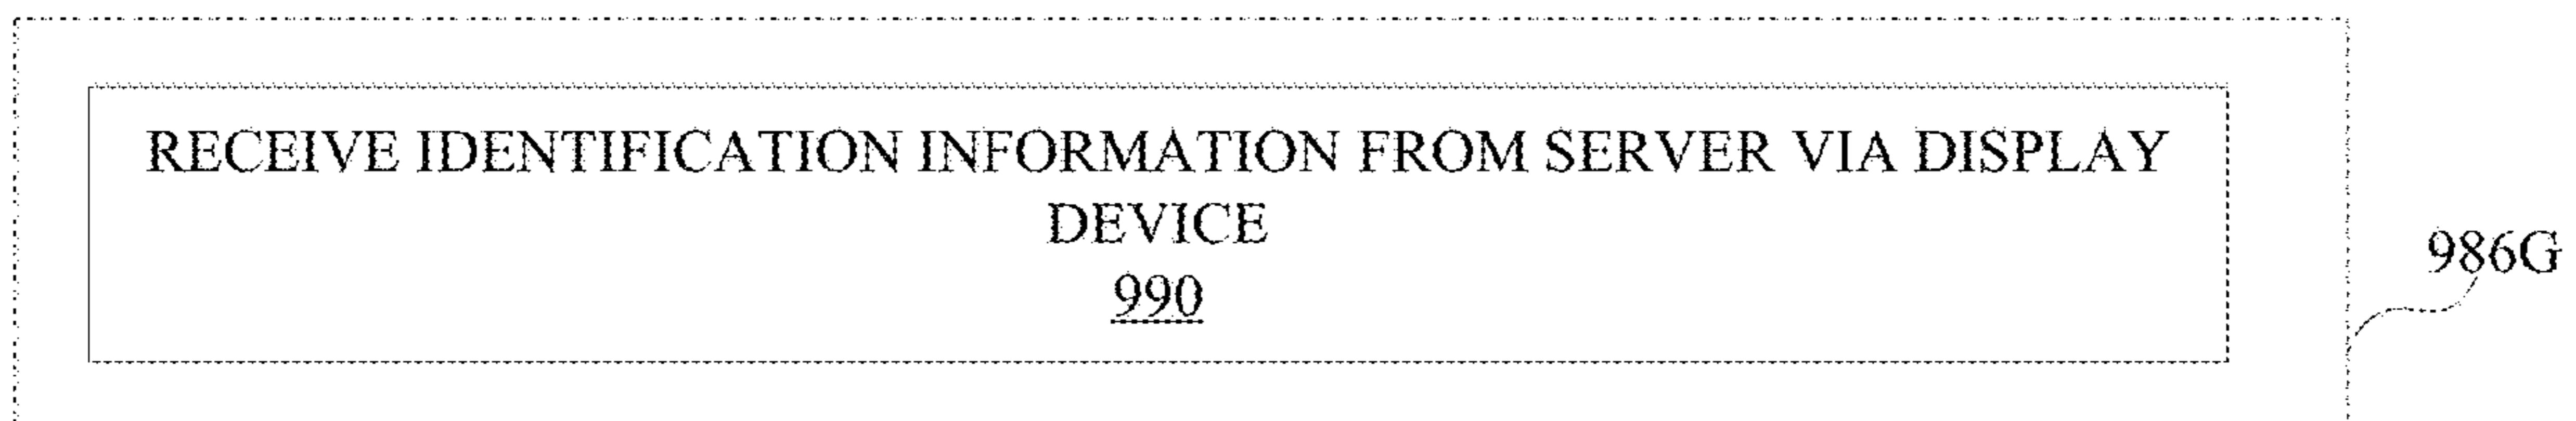 RECEIVE IDENTIFICATION INFORMATION FROM SERVER VIA DISPLAY
DEVICE
990
986G